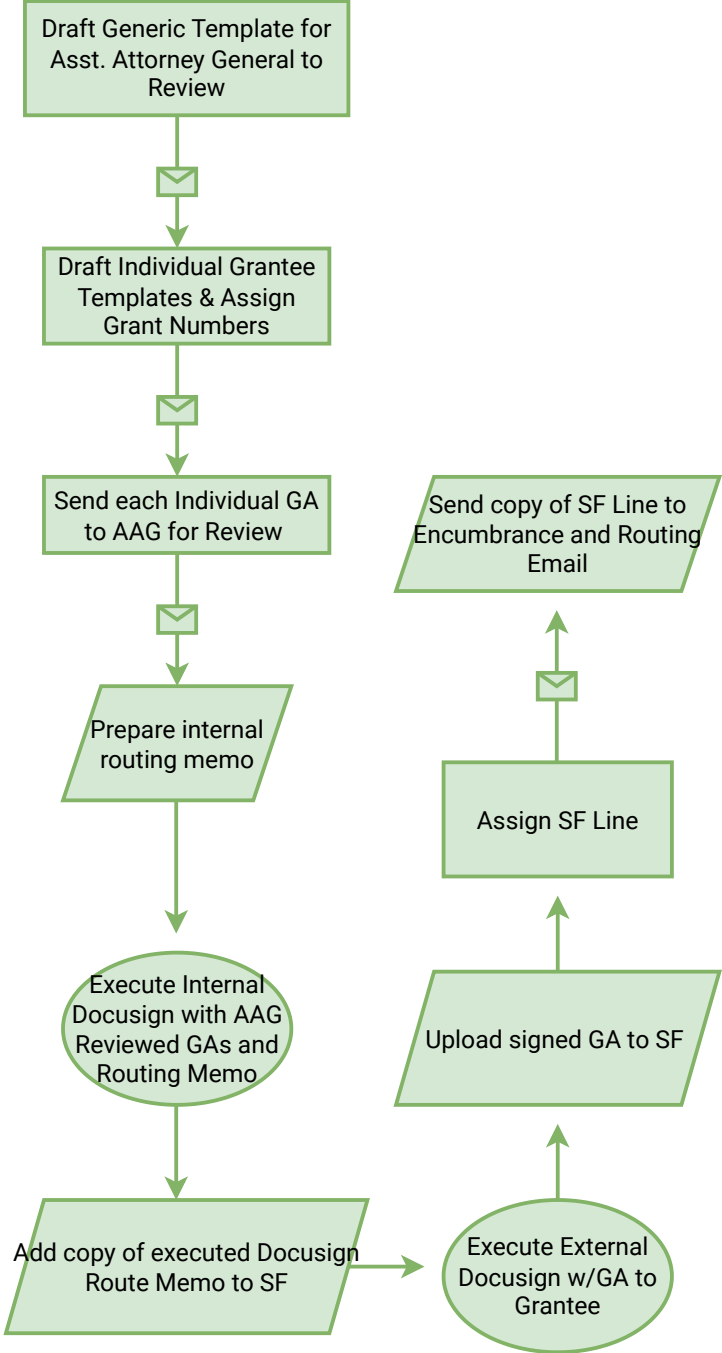 Draft Generic Template for
Asst. Attorney General to
Review
Draft Individual Grantee
Templates & Assign
Grant Numbers
Send each Individual GA
to AAG for Review
Prepare internal
routing memo
Execute Internal
Docusign with AAG
Reviewed GAs and
Routing Memo
Add copy of executed Docusign
Route Memo to SF
Execute External
Docusign w/GA to
Grantee
Upload signed GA to SF
Assign SF Line
Send copy of SF Line to
Encumbrance and Routing
Email